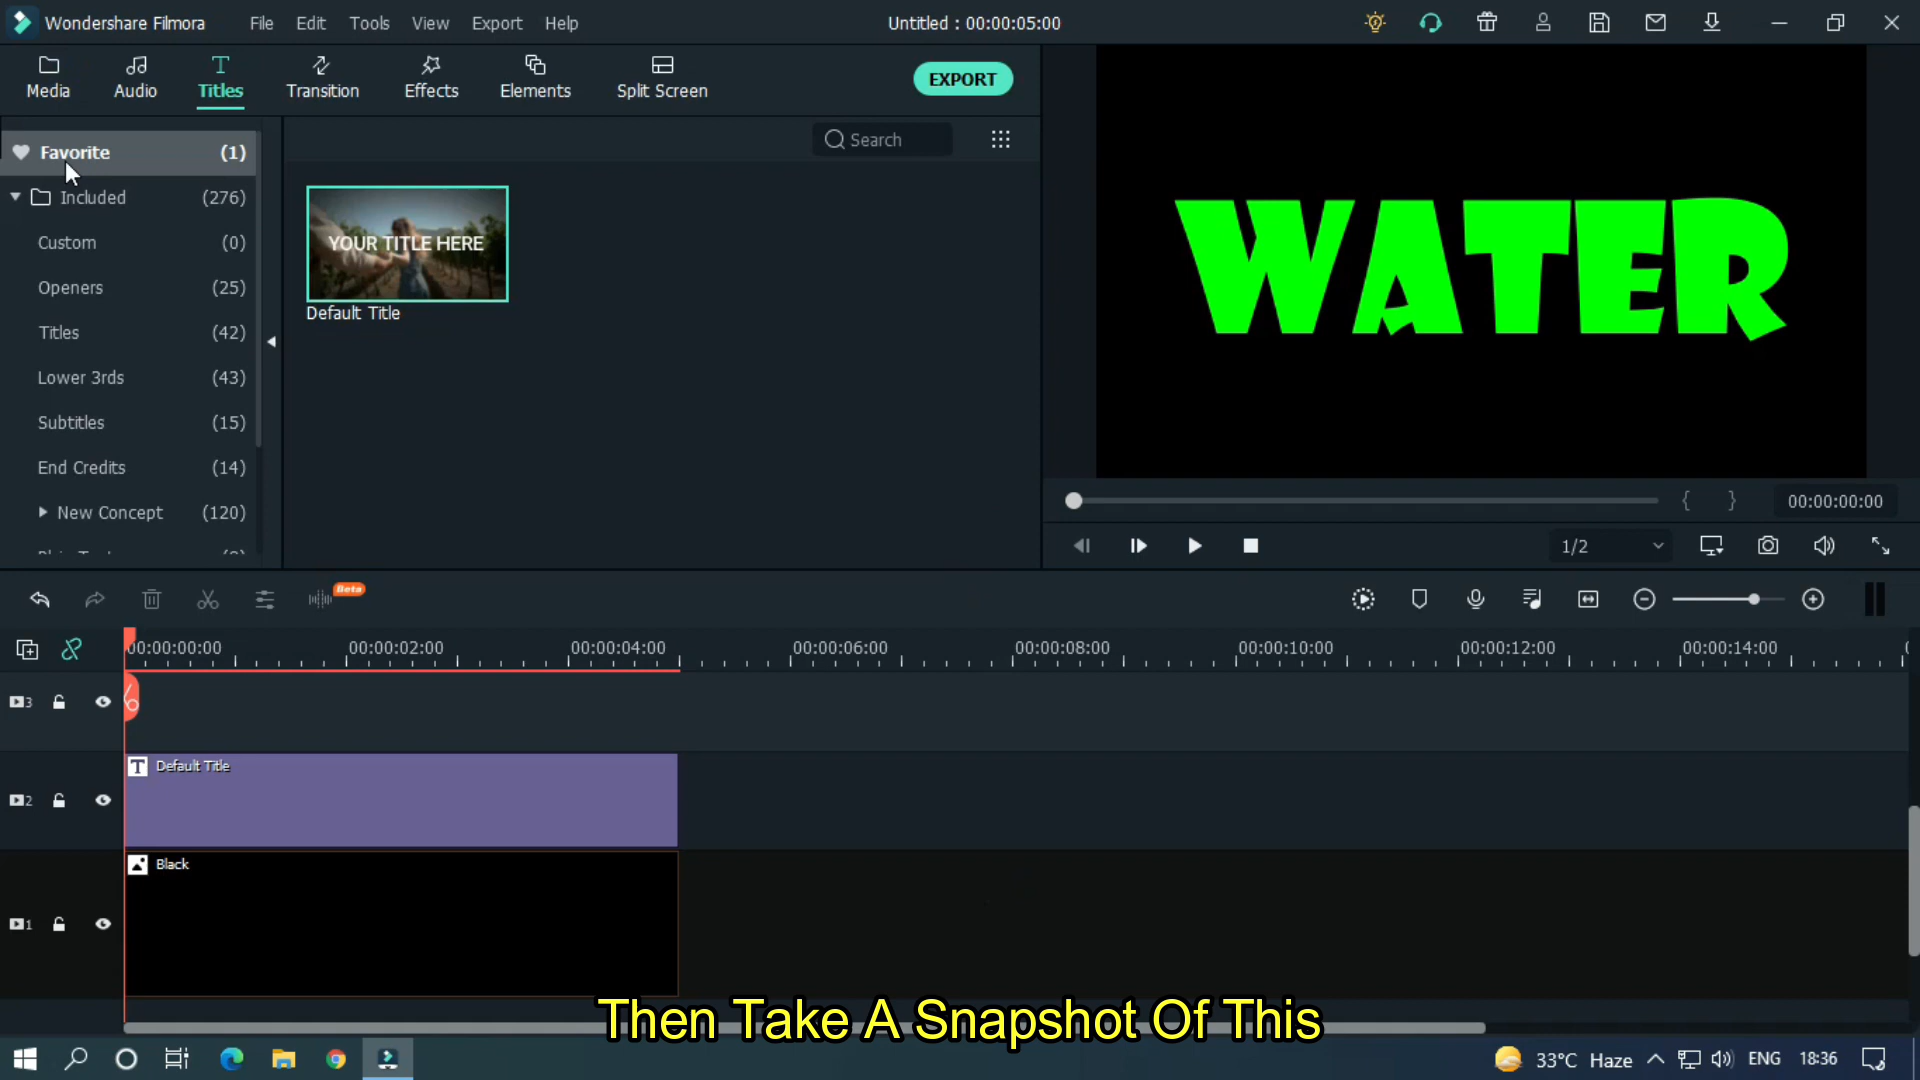 Wondershare Filmora
File
Edit
Tools
View
Export
Help
Untitled : 00:00:05:00
Media
Audio
Titles
Transition
Effects
Elements
Split Screen
EXPORT
Favorite (1)
Included (276)
Custom (0)
Openers (25)
Titles (42)
Lower 3rds (43)
Subtitles (15)
End Credits (14)
New Concept (120)
Search
YOUR TITLE HERE
Default Title
WATER
{ }
00:00:00:00
1/2
Beta
00:00:00:00
00:00:02:00
00:00:04:00
00:00:06:00
00:00:08:00
00:00:10:00
00:00:12:00
00:00:14:00
3
2
Default Title
1
Black
Then Take A Snapshot Of This
33°C Haze
ENG
18:36